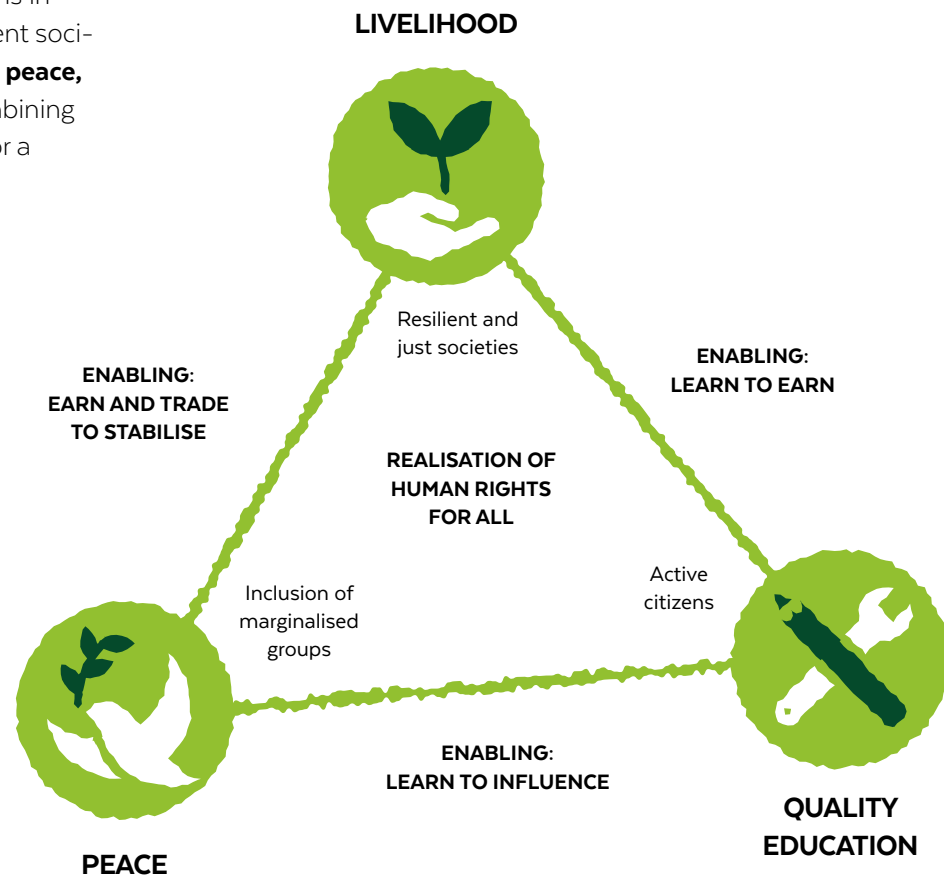 ent soci-
peace,
or a
LIVELIHOOD
Resilient and
just societies
ENABLING:
EARN AND TRADE
TO STABILISE
ENABLING:
LEARN TO EARN
REALISATION OF
HUMAN RIGHTS
FOR ALL
Inclusion of
marginalised
groups
Active
citizens
ENABLING:
LEARN TO INFLUENCE
QUALITY
EDUCATION
PEACE